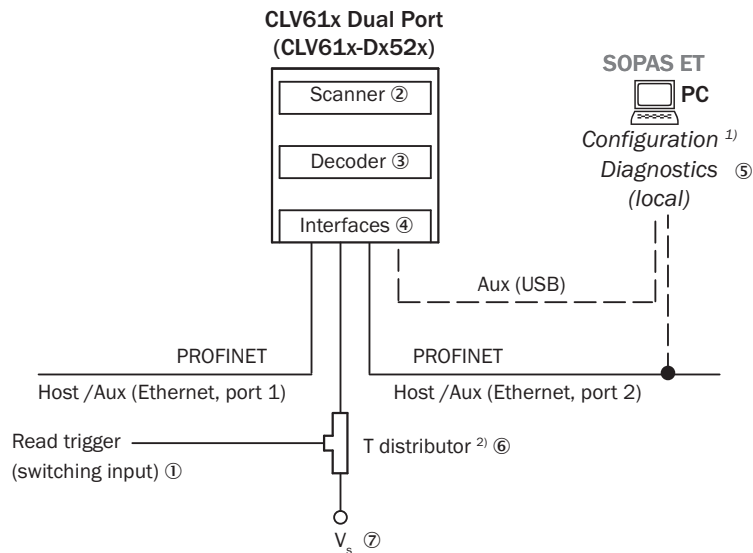 CLV61x Dual Port
(CLV61x-Dx52x)
Scanner ②
Decoder ③
Interfaces ④
SOPAS ET
PC
Configuration 1)
Diagnostics ⑤
(local)
Aux (USB)
PROFINET
Host /Aux (Ethernet, port 1)
PROFINET
Host /Aux (Ethernet, port 2)
Read trigger
(switching input) ①
T distributor 2) ⑥
Vs ⑦